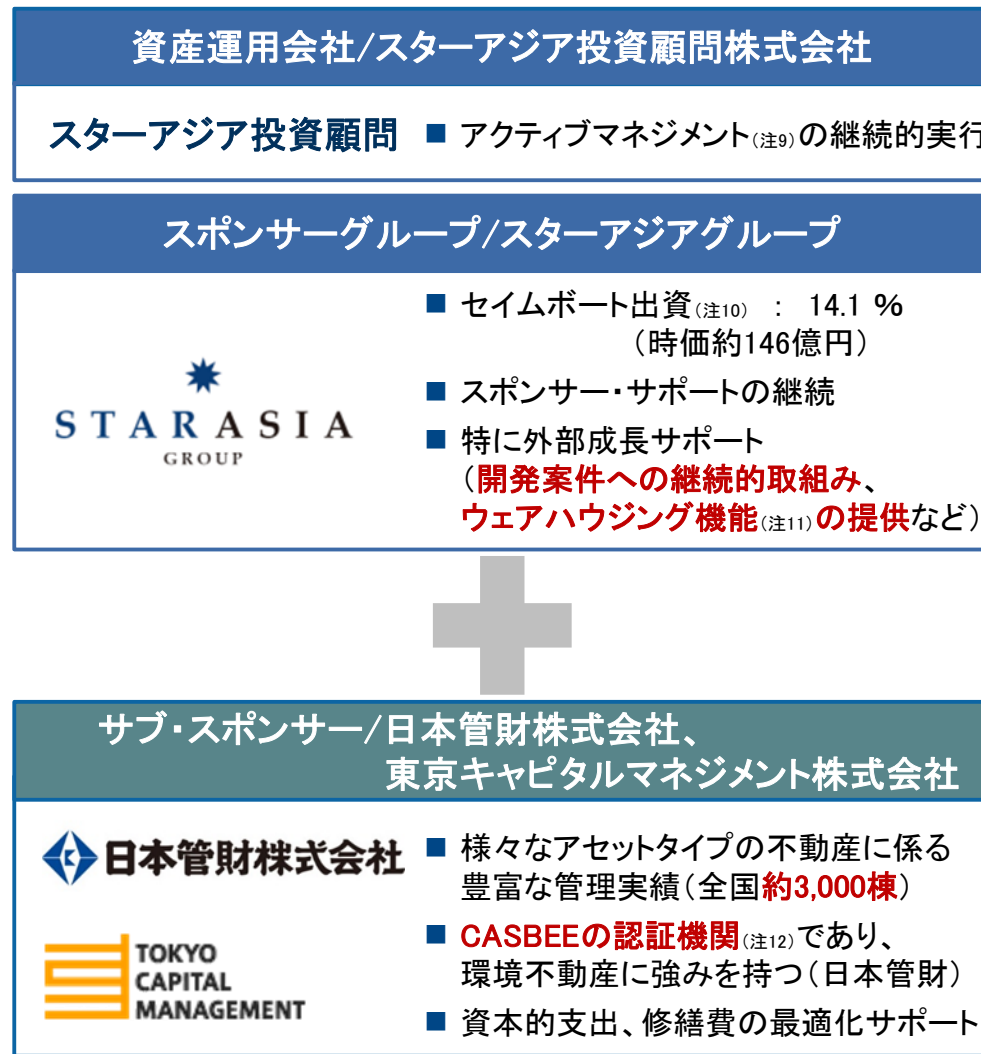 資産運用会社/スターアジア投資顧問株式会社
スターアジア投資顧問
■ アクティブマネジメント(注9)の継続的実行
スポンサーグループ/スターアジアグループ
STAR ASIA
GROUP
■ セイムボート出資(注10) : 14.1 %
(時価約146億円)
■ スポンサー・サポートの継続
■ 特に外部成長サポート
(開発案件への継続的取組み、
ウェアハウジング機能(注11)の提供など)
サブ・スポンサー/日本管財株式会社、
東京キャピタルマネジメント株式会社
日本管財株式会社
TOKYO
CAPITAL
MANAGEMENT
■ 様々なアセットタイプの不動産に係る
豊富な管理実績(全国約3,000棟)
■ CASBEEの認証機関(注12)であり、
環境不動産に強みを持つ(日本管財)
■ 資本的支出、修繕費の最適化サポート